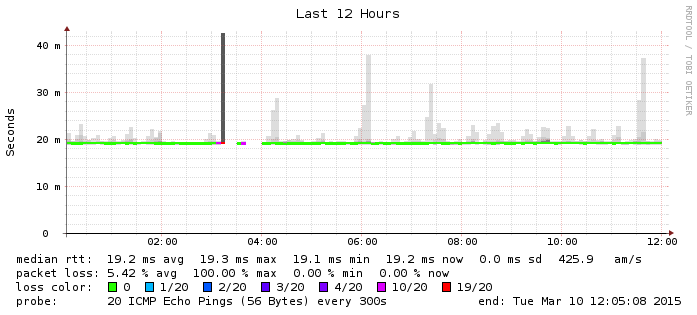 Last 12 Hours
RRDTOOL / TOBI OETIKER
Seconds
40 m
30 m
20 m
10 m
0
02:00 04:00 06:00 08:00 10:00 12:00
median rtt: 19.2 ms avg 19.3 ms max 19.1 ms min 19.2 ms now 0.0 ms sd 425.9 am/s
packet loss: 5.42 % avg 100.00 % max 0.00 % min 0.00 % now
loss color: 0 1/20 2/20 3/20 4/20 10/20 19/20
probe: 20 ICMP Echo Pings (56 Bytes) every 300s end: Tue Mar 10 12:05:08 2015